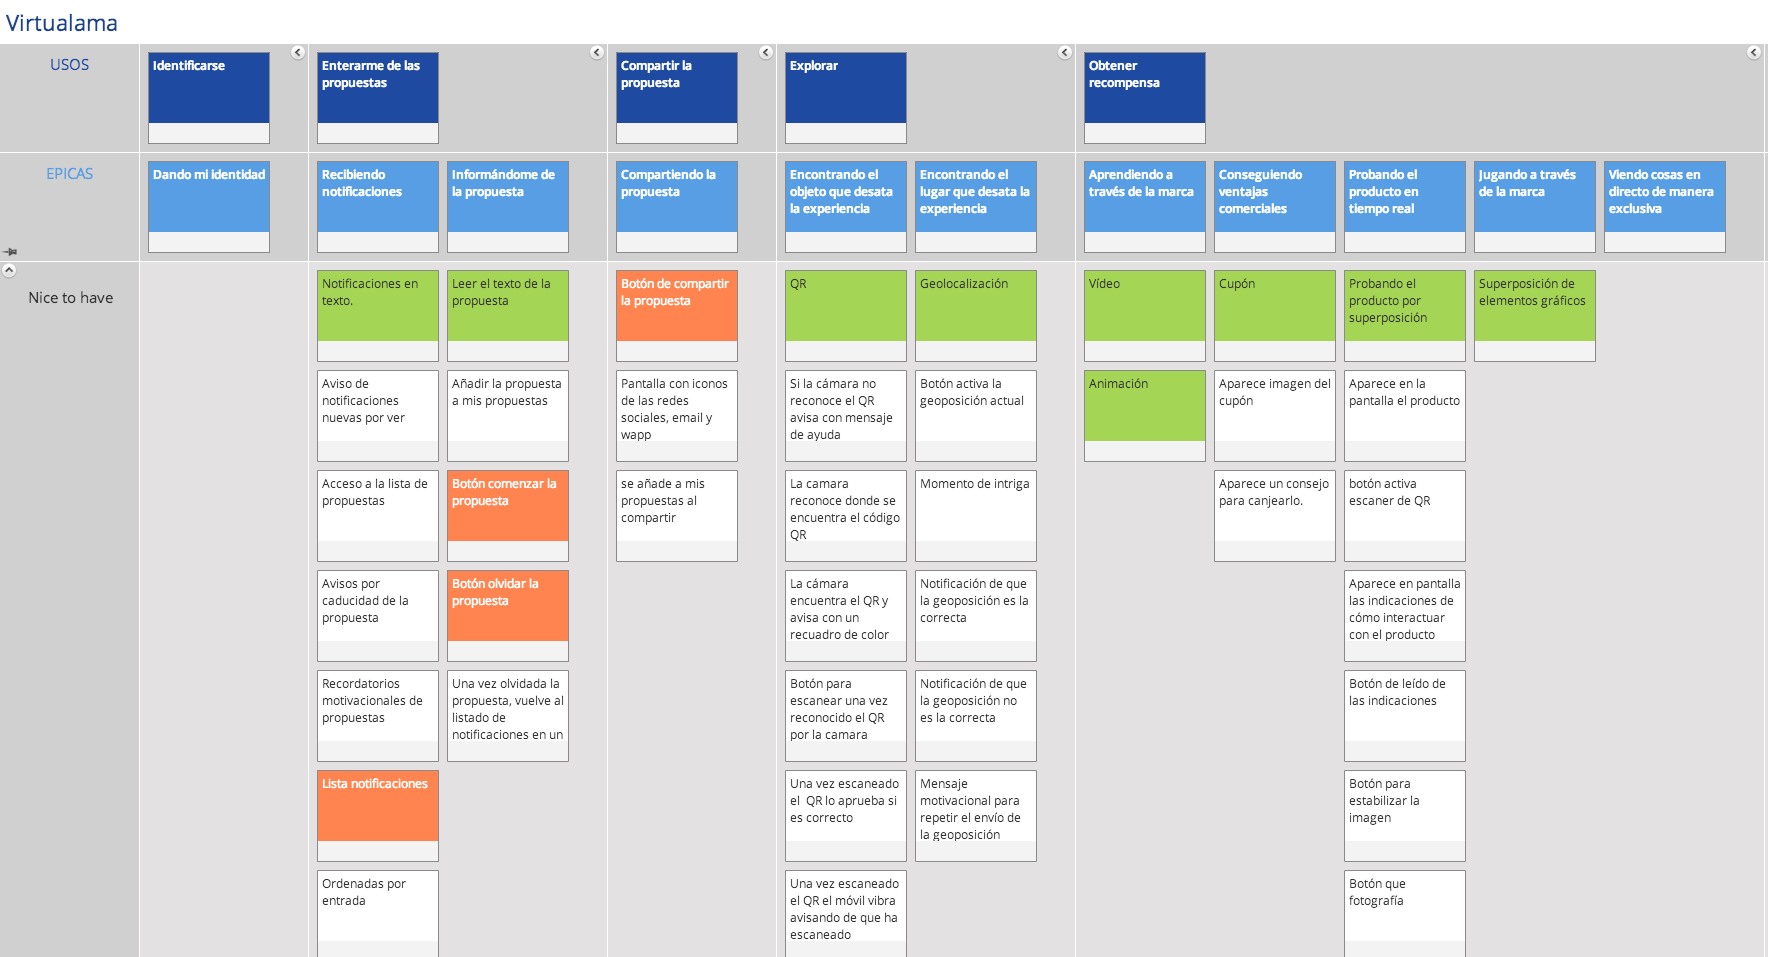 Virtualama
USOS
Identificarse
Enterarme de las
propuestas
Compartir la
propuesta
Explorar
Obtener
recompensa
EPICAS
Dando mi identidad
Recibiendo
notificaciones
Informándome de
la propuesta
Compartiendo la
propuesta
Encontrando el
objeto que desata
la experiencia
Encontrando el
lugar que desata la
experiencia
Aprendiendo a
través de la marca
Conseguiendo
ventajas
comerciales
Probando el
producto en
tiempo real
Jugando a través
de la marca
Viendo cosas en
directo de manera
exclusiva
Nice to have
Notificaciones en
texto.
Leer el texto de la
propuesta
Botón de compartir
la propuesta
QR
Geolocalización
Vídeo
Cupón
Probando el
producto por
superposición
Superposición de
elementos gráficos
Aviso de
notificaciones
nuevas por ver
Añadir la propuesta
a mis propuestas
Pantalla con iconos
de las redes
sociales, email y
wapp
Si la cámara no
reconoce el QR
avisa con mensaje
de ayuda
Botón activa la
geoposición actual
Animación
Aparece imagen del
cupón
Aparece en la
pantalla el producto
Acceso a la lista de
propuestas
Botón comenzar la
propuesta
se añade a mis
propuestas al
compartir
La camara
reconoce donde se
encuentra el código
QR
Momento de intriga
Aparece un consejo
para canjearlo.
botón activa
escaner de QR
Avisos por
caducidad de la
propuesta
Botón olvidar la
propuesta
La cámara
encuentra el QR y
avisa con un
recuadro de color
Notificación de que
la geoposición es la
correcta
Aparece en pantalla
las indicaciones de
cómo interactuar
con el producto
Recordatorios
motivacionales de
propuestas
Una vez olvidada la
propuesta, vuelve al
listado de
notificaciones en un
Botón para
escanear una vez
reconocido el QR
por la camara
Notificación de que
la geoposición no
es la correcta
Botón de leído de
las indicaciones
Lista notificaciones
Una vez escaneado
el  QR lo aprueba si
es correcto
Mensaje
motivacional para
repetir el envío de
la geoposición
Botón para
estabilizar la
imagen
Ordenadas por
entrada
Una vez escaneado
el QR el móvil vibra
avisando de que ha
escaneado
Botón que
fotografía